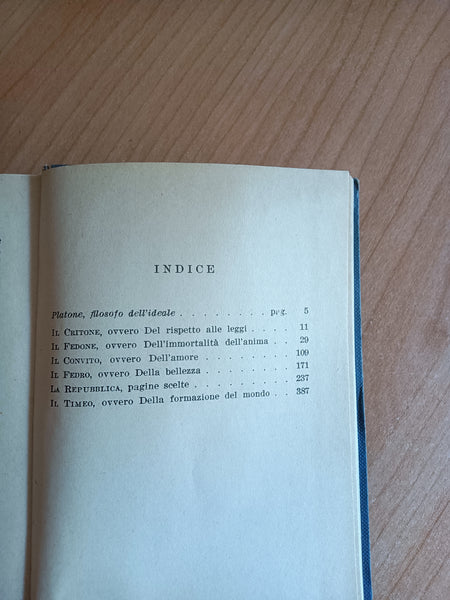 INDICE
Platone, filosofo dell'ideale . . . . . . . . pag. 5
Il Critone, ovvero Del rispetto alle leggi . . . . 11
Il Fedone, ovvero Dell'immortalità dell'anima . . 29
Il Convito, ovvero Dell'amore . . . . . . . . 109
Il Fedro, ovvero Della bellezza . . . . . . . 171
La Repubblica, pagine scelte . . . . . . . . 237
Il Timeo, ovvero Della formazione del mondo . . 387